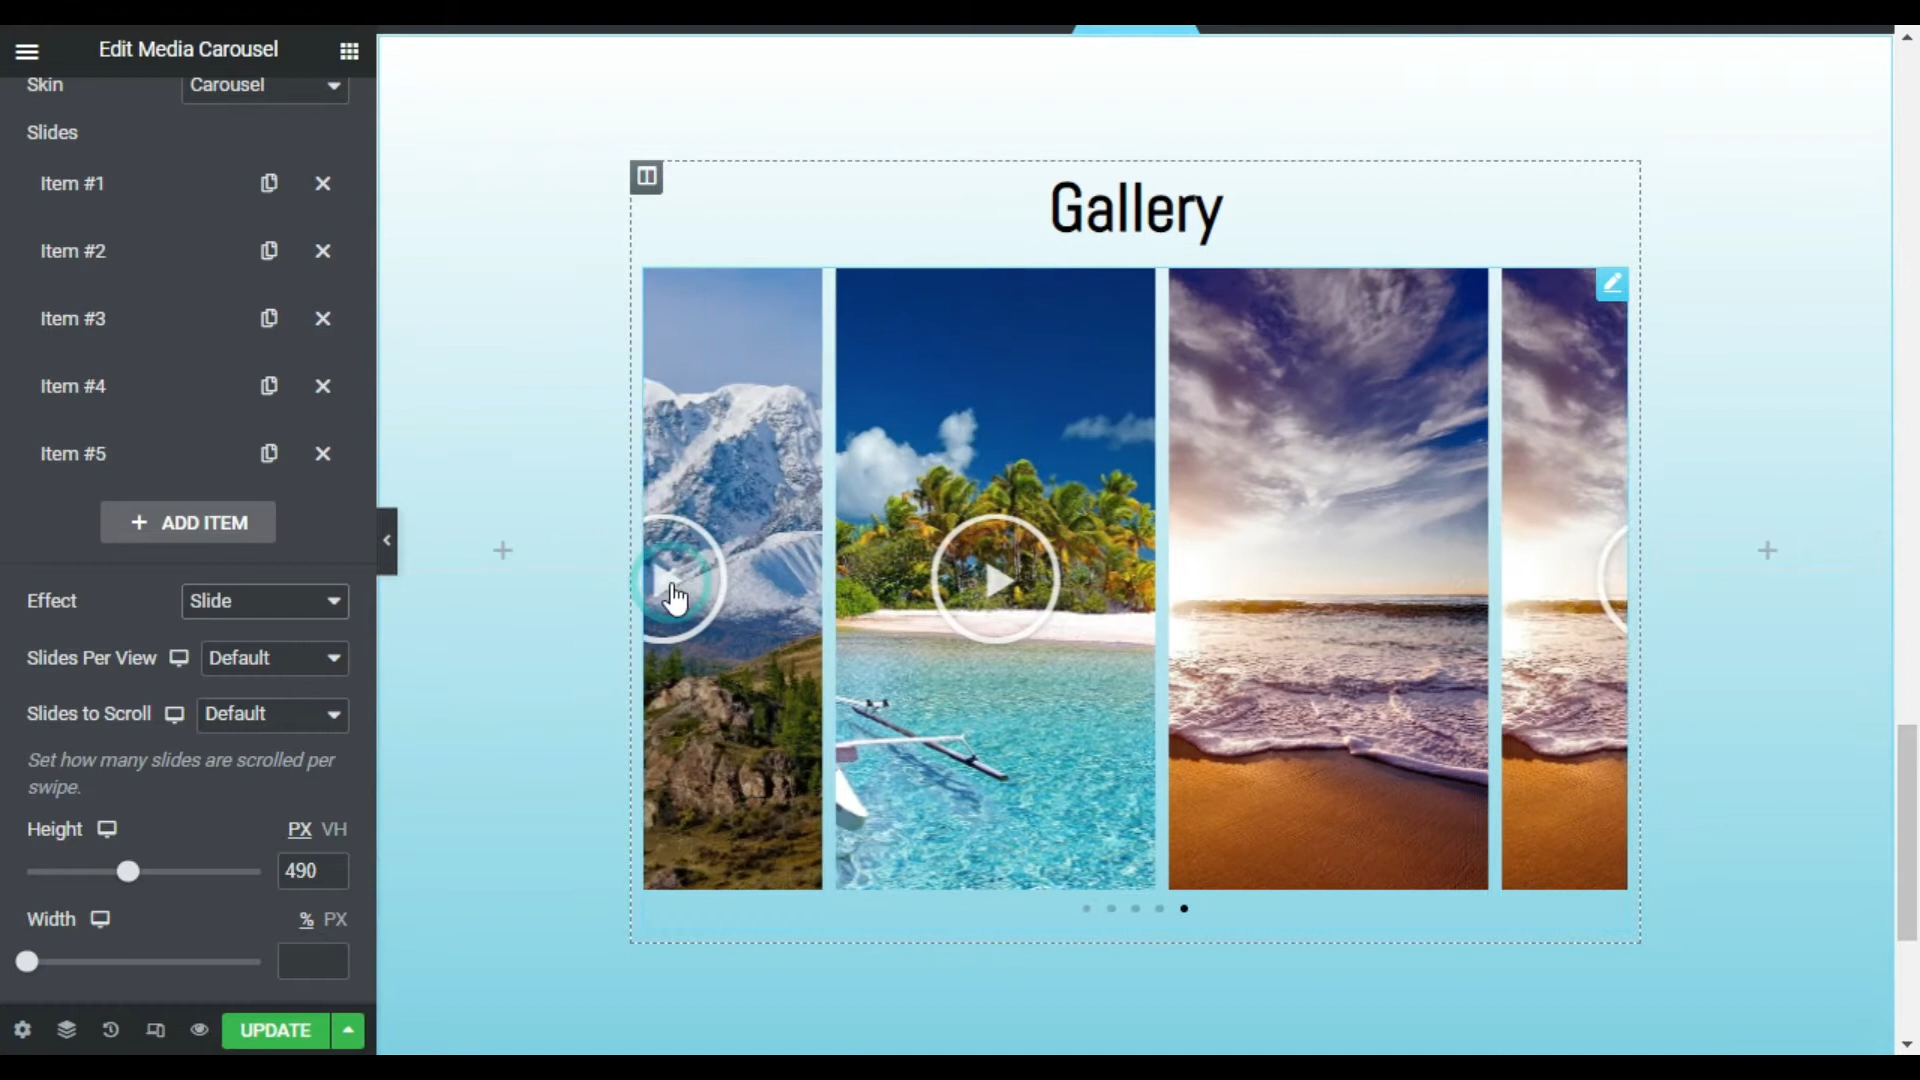 Edit Media Carousel
Skin
Carousel
Slides
Item #1
Item #2
Item #3
Item #4
Item #5
+ ADD ITEM
Effect
Slide
Slides Per View
Default
Slides to Scroll
Default
Set how many slides are scrolled per
swipe.
Height
PX VH
490
Width
% PX
UPDATE
Gallery